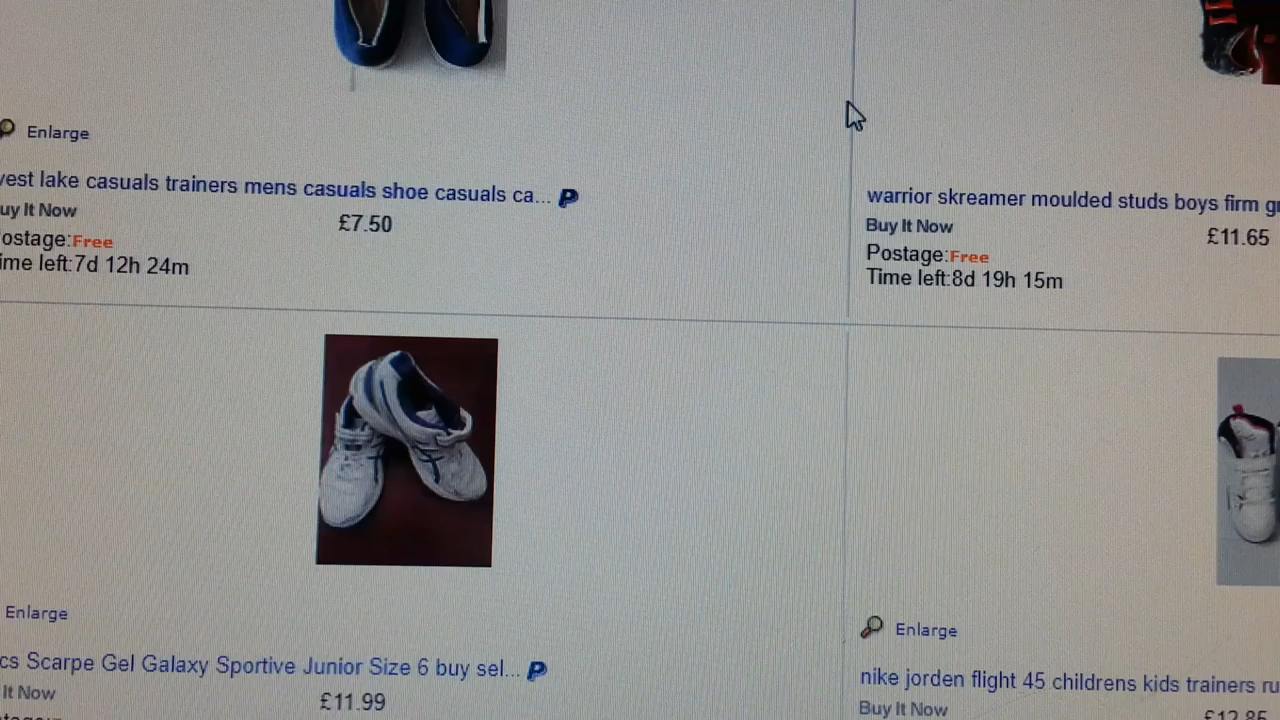 Enlarge
vest lake casuals trainers mens casuals shoe casuals ca...
uy It Now
£7.50
ostage:Free
ime left:7d 12h 24m
warrior skreamer moulded studs boys firm gr
Buy It Now
£11.65
Postage:Free
Time left:8d 19h 15m
Enlarge
cs Scarpe Gel Galaxy Sportive Junior Size 6 buy sel...
It Now
£11.99
Enlarge
nike jorden flight 45 childrens kids trainers ru
Buy It Now
£12.85